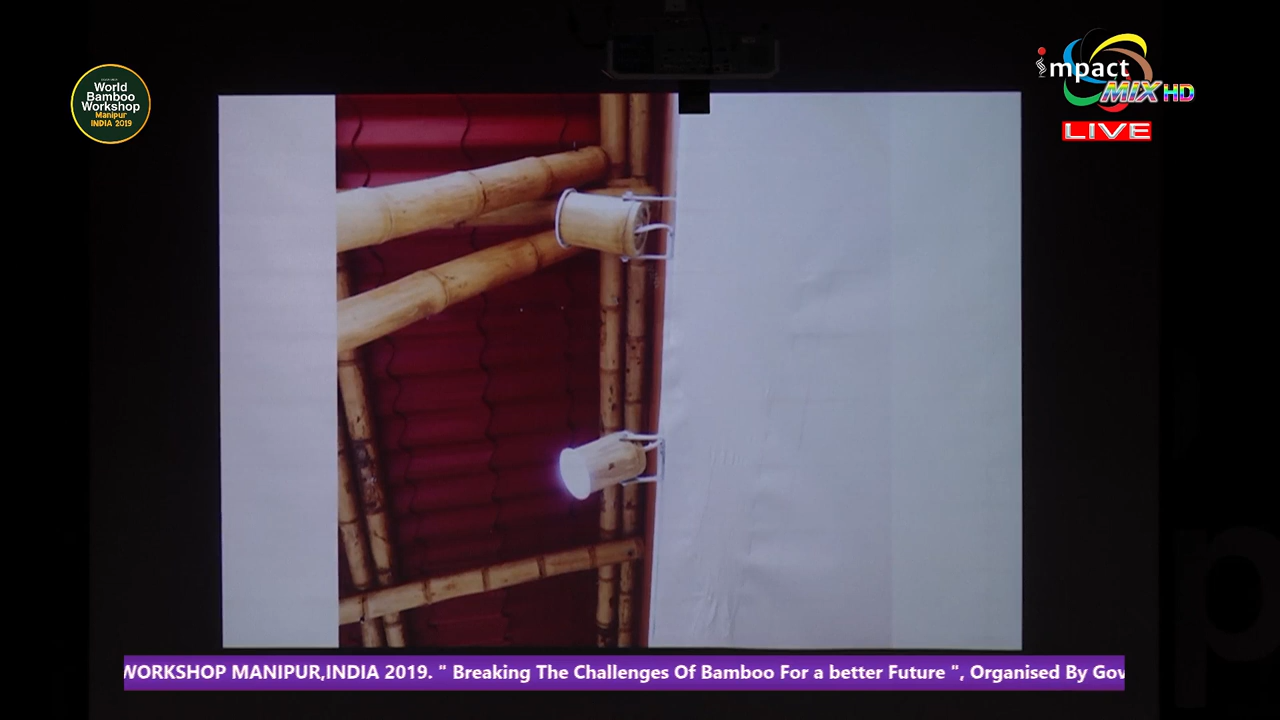 World
Bamboo
Workshop
Manipur
INDIA 2019
impact
MIX HD
LIVE
WORKSHOP MANIPUR,INDIA 2019. " Breaking The Challenges Of Bamboo For a better Future ", Organised By Gov